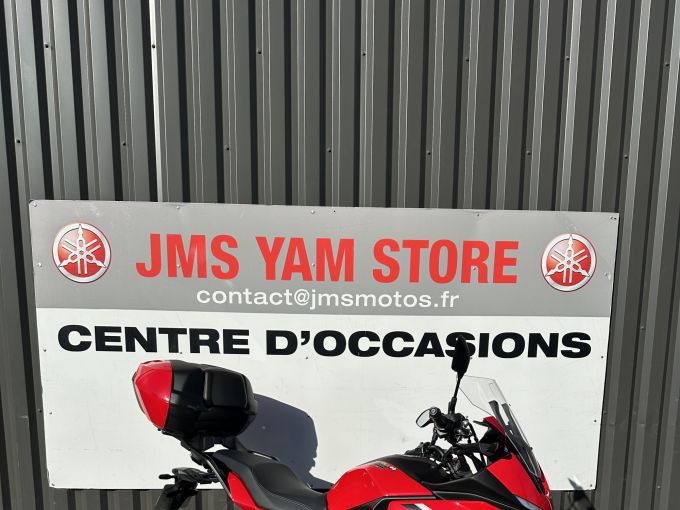 JMS YAM STORE
contact@jmsmotos.fr
CENTRE D'OCCASIONS